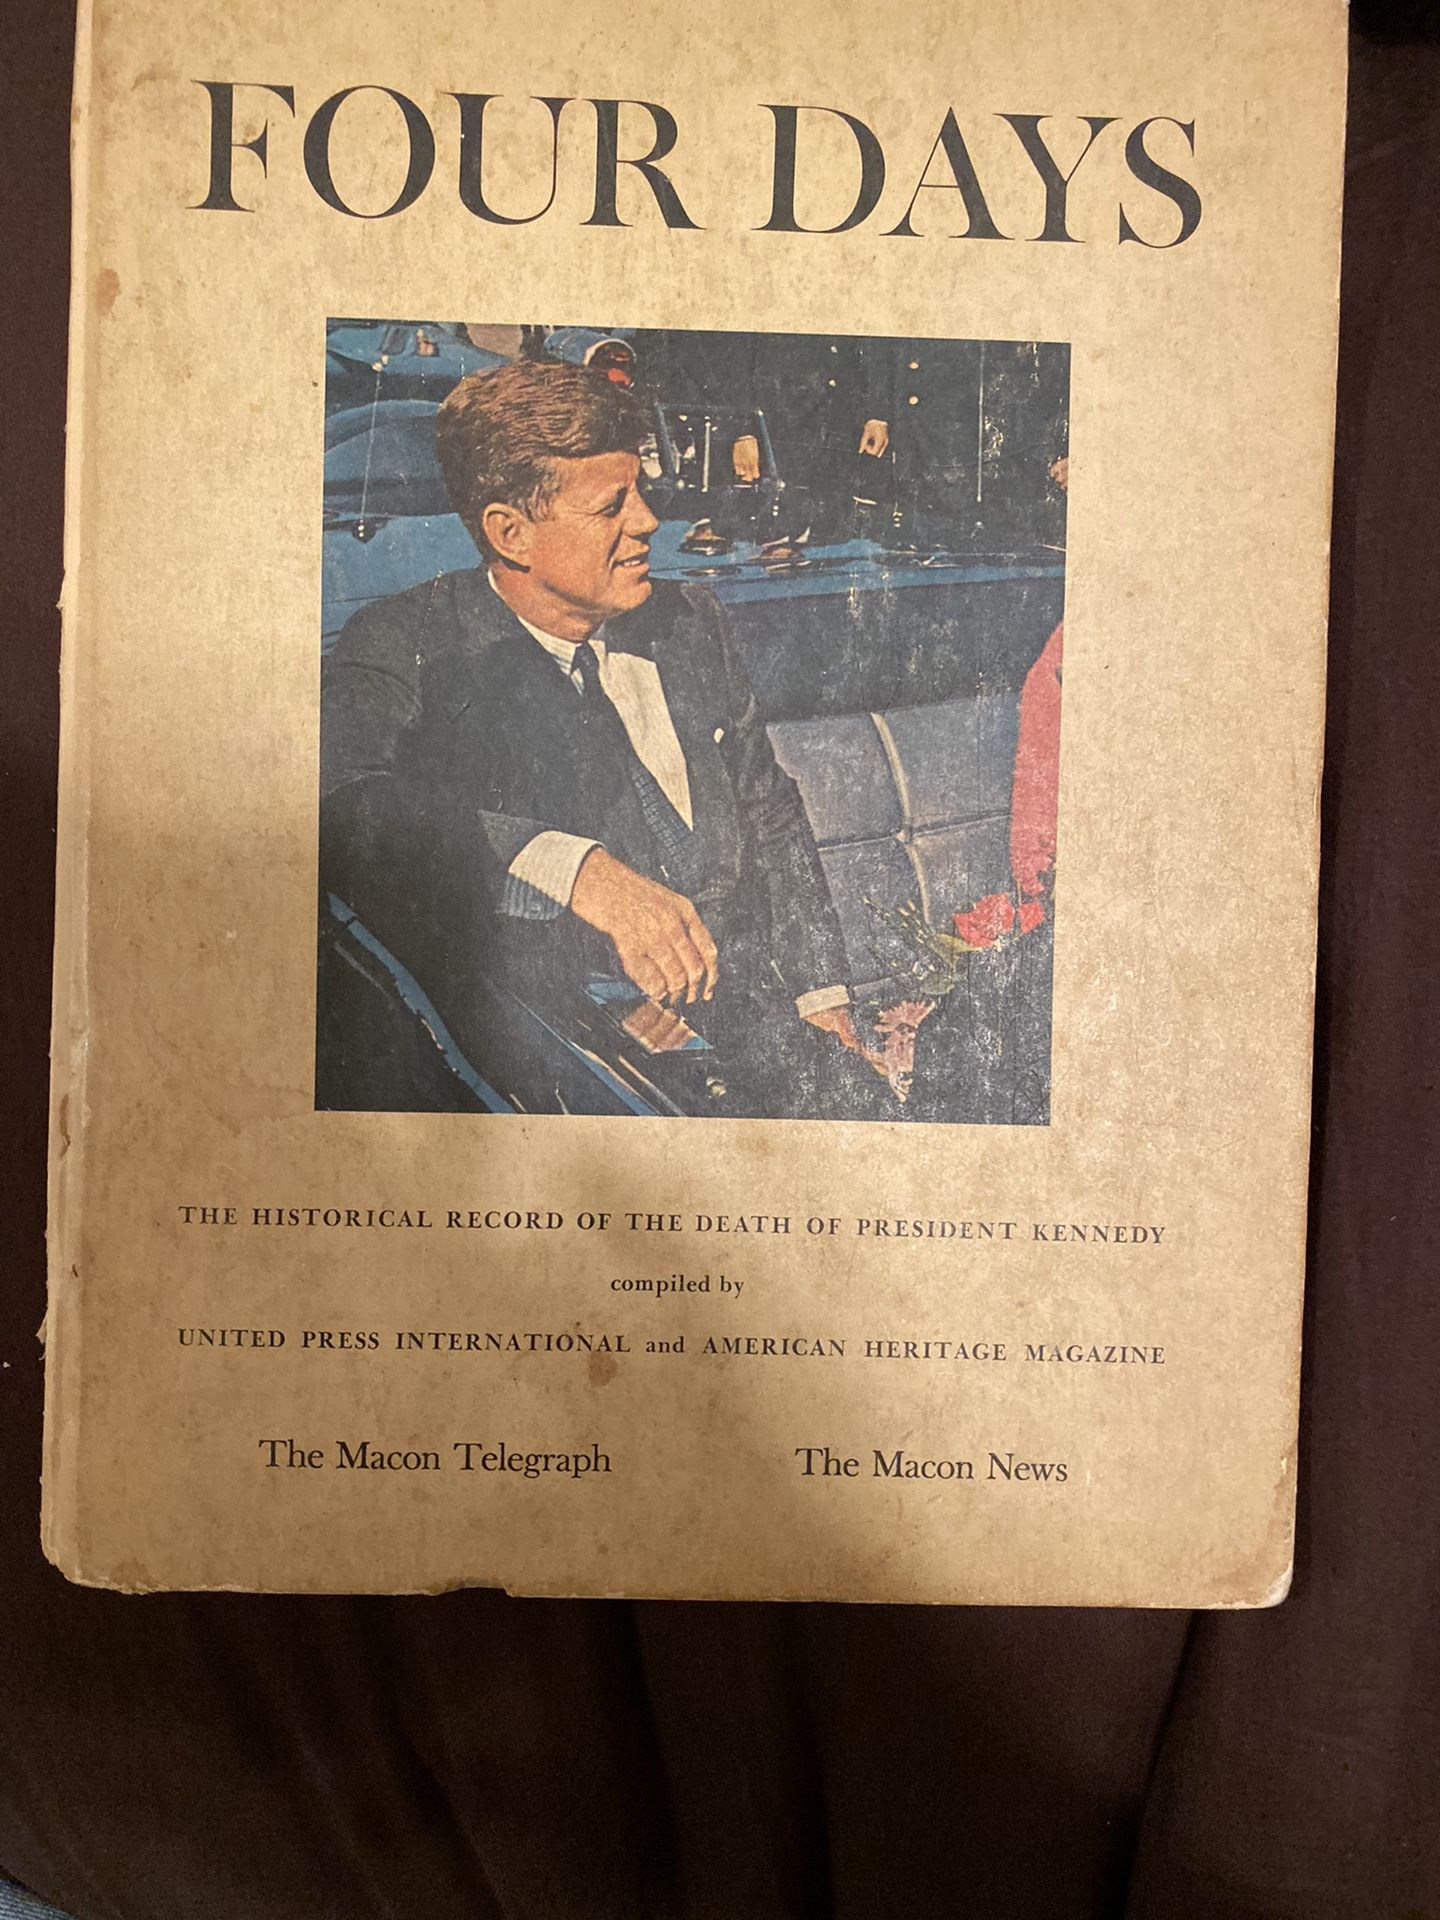 FOUR DAYS
THE HISTORICAL RECORD OF THE DEATH OF PRESIDENT KENNEDY
compiled by
UNITED PRESS INTERNATIONAL and AMERICAN HERITAGE MAGAZINE
The Macon Telegraph The Macon News